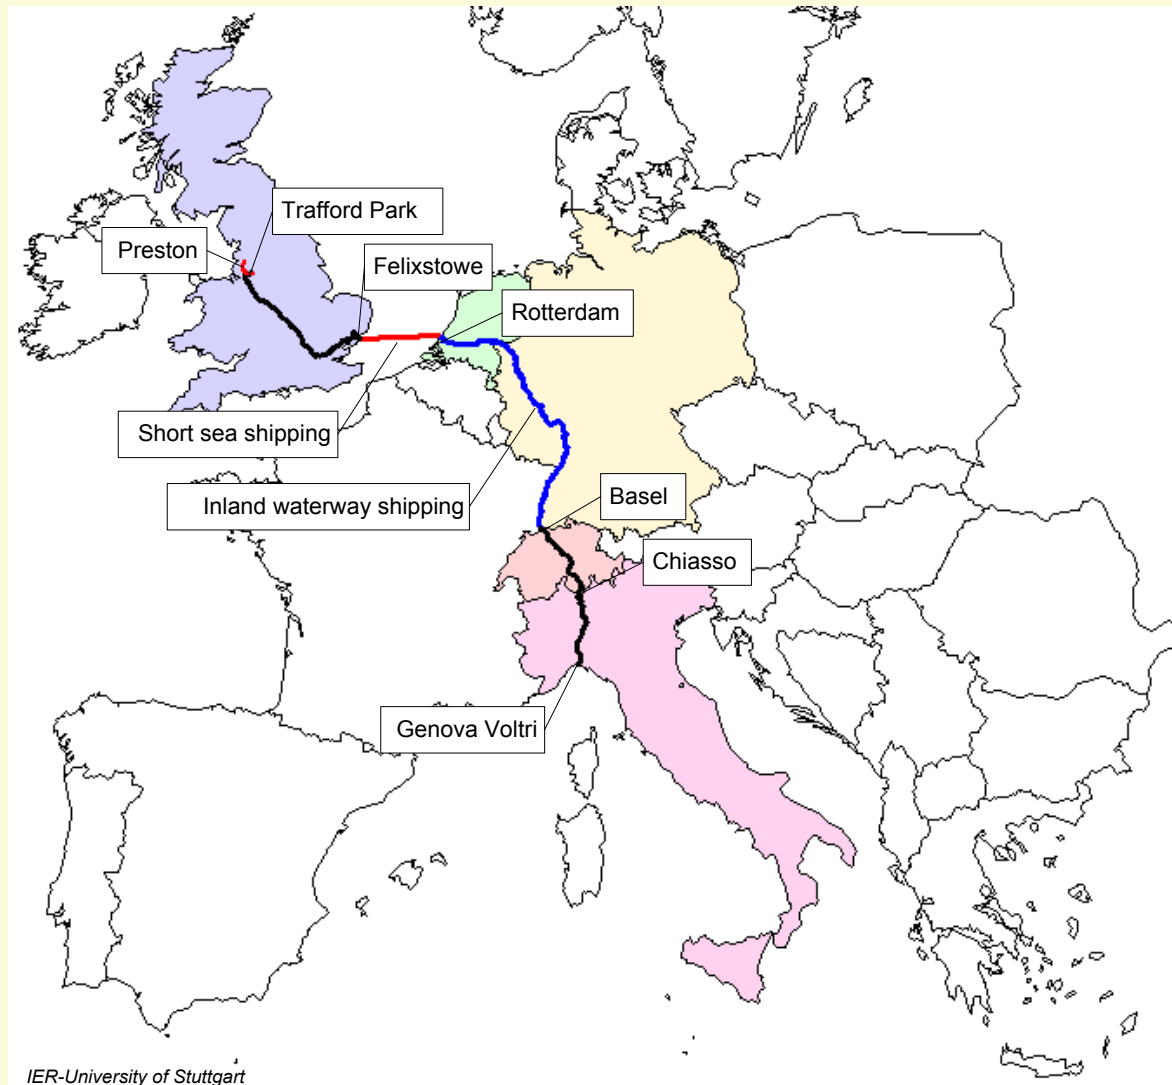 Trafford Park
Preston
Felixstowe
Rotterdam
Short sea shipping
Inland waterway shipping
Basel
Chiasso
Genova Voltri
IER-University of Stuttgart